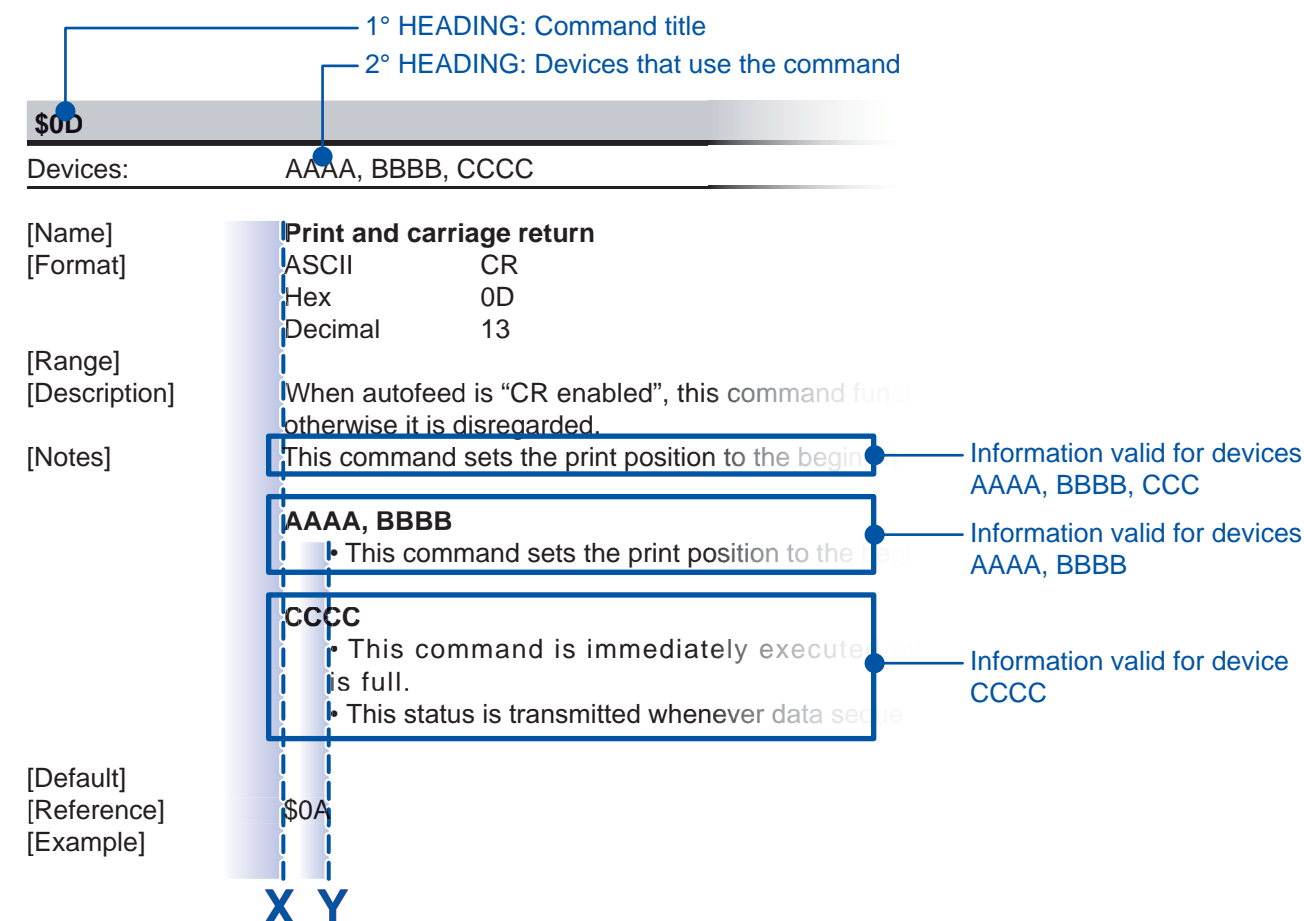 1° HEADING: Command title
2° HEADING: Devices that use the command
$0D
Devices: AAAA, BBBB, CCCC
[Name] Print and carriage return
[Format] ASCII CR
Hex 0D
Decimal 13
[Range]
[Description] When autofeed is “CR enabled”, this command
otherwise it is disregarded.
[Notes] This command sets the print position to the
Information valid for devices
AAAA, BBBB, CCC
AAAA, BBBB
• This command sets the print position to the
Information valid for devices
AAAA, BBBB
CCCC
• This command is immediately executed
is full.
• This status is transmitted whenever data
Information valid for device
CCCC
[Default]
[Reference] $0A
[Example]
X Y